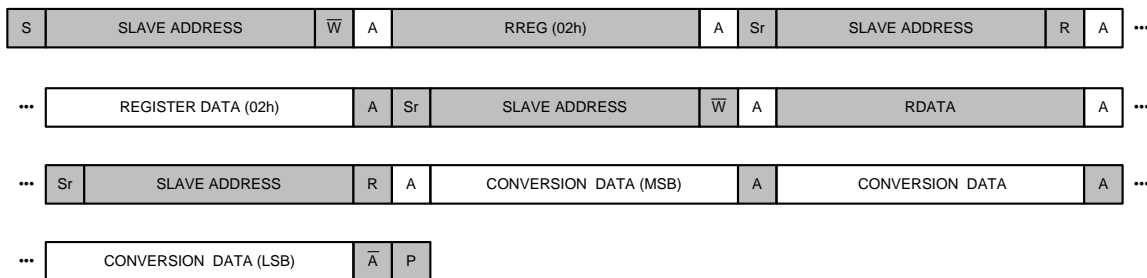 S SLAVE ADDRESS W̅ A RREG (02h) A Sr SLAVE ADDRESS R A •••
••• REGISTER DATA (02h) A Sr SLAVE ADDRESS W̅ A RDATA A •••
••• Sr SLAVE ADDRESS R A CONVERSION DATA (MSB) A CONVERSION DATA A •••
••• CONVERSION DATA (LSB) A̅ P